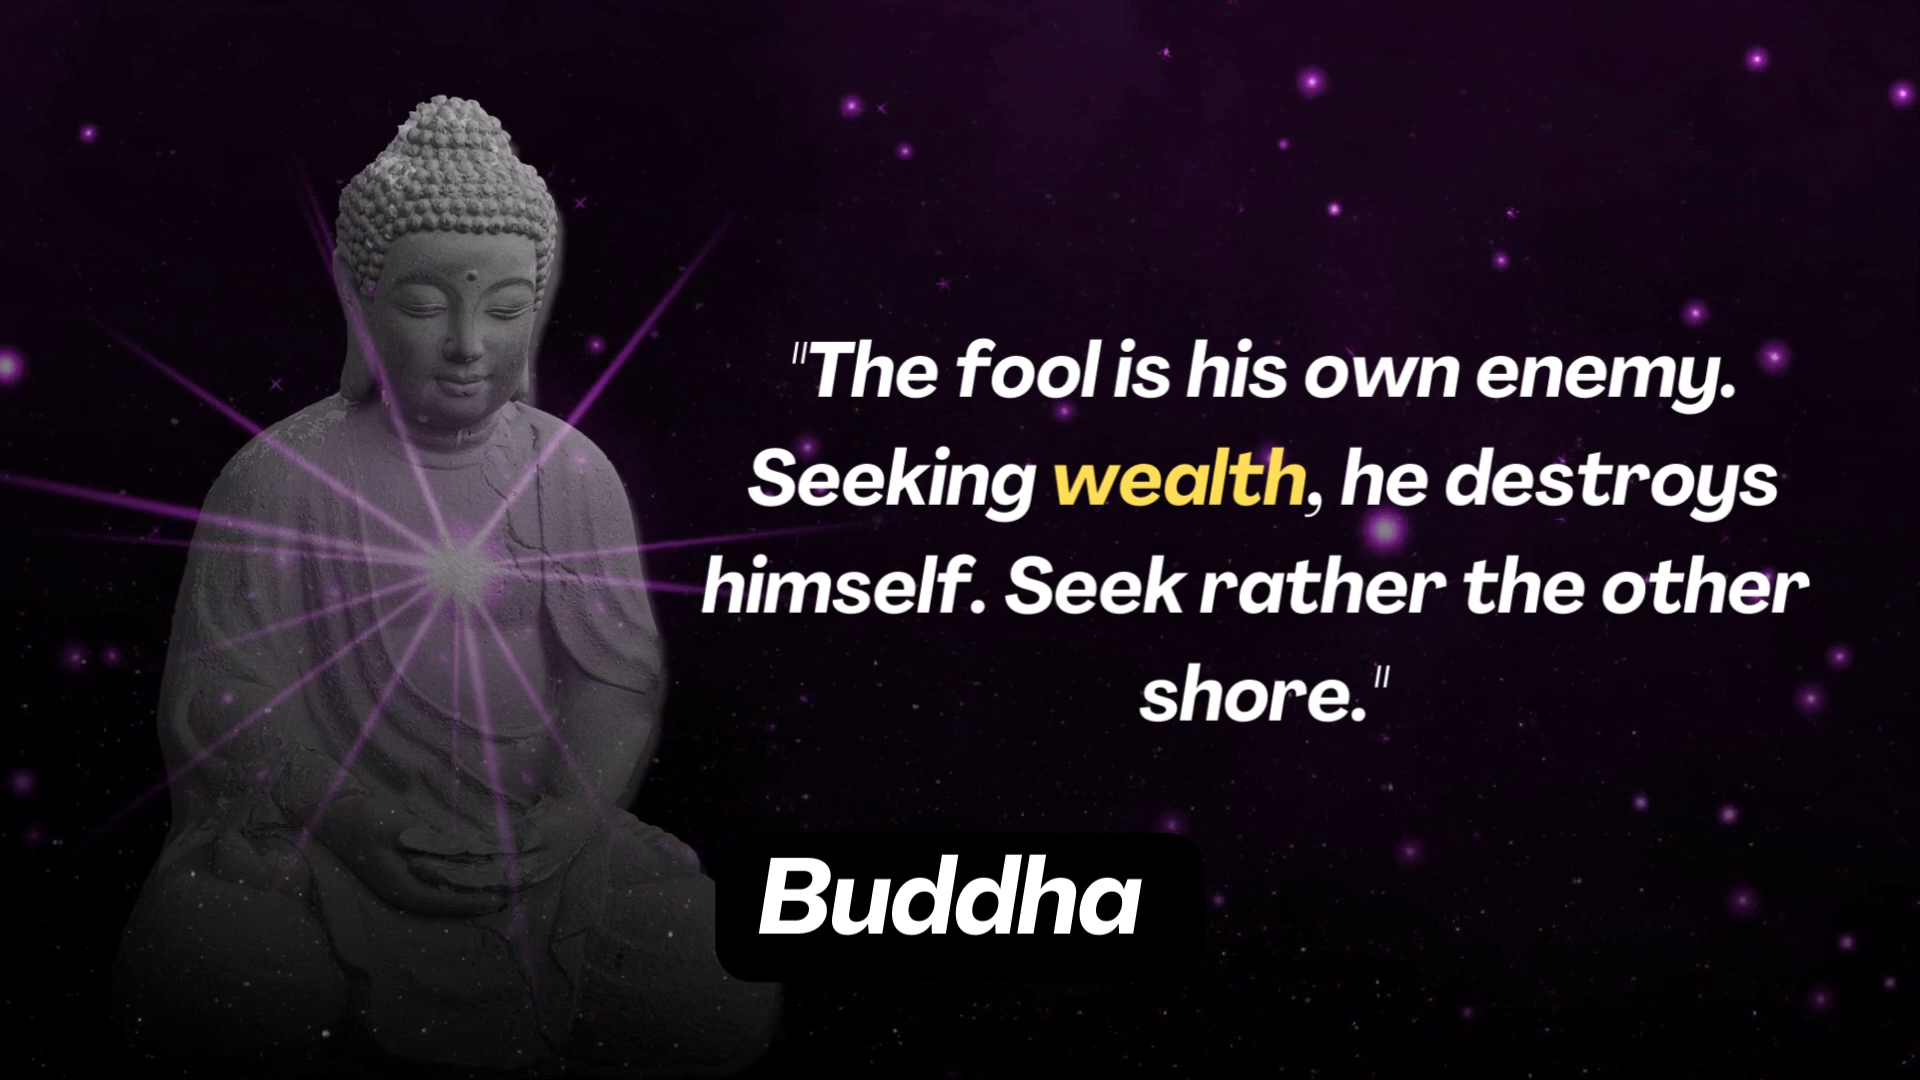 "The fool is his own enemy.
Seeking wealth, he destroys
himself. Seek rather the other
shore."
Buddha